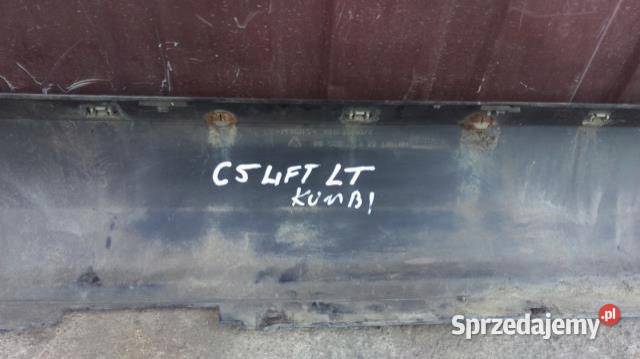 C5 LIFT LT
KOMBI
Sprzedajemy.pl